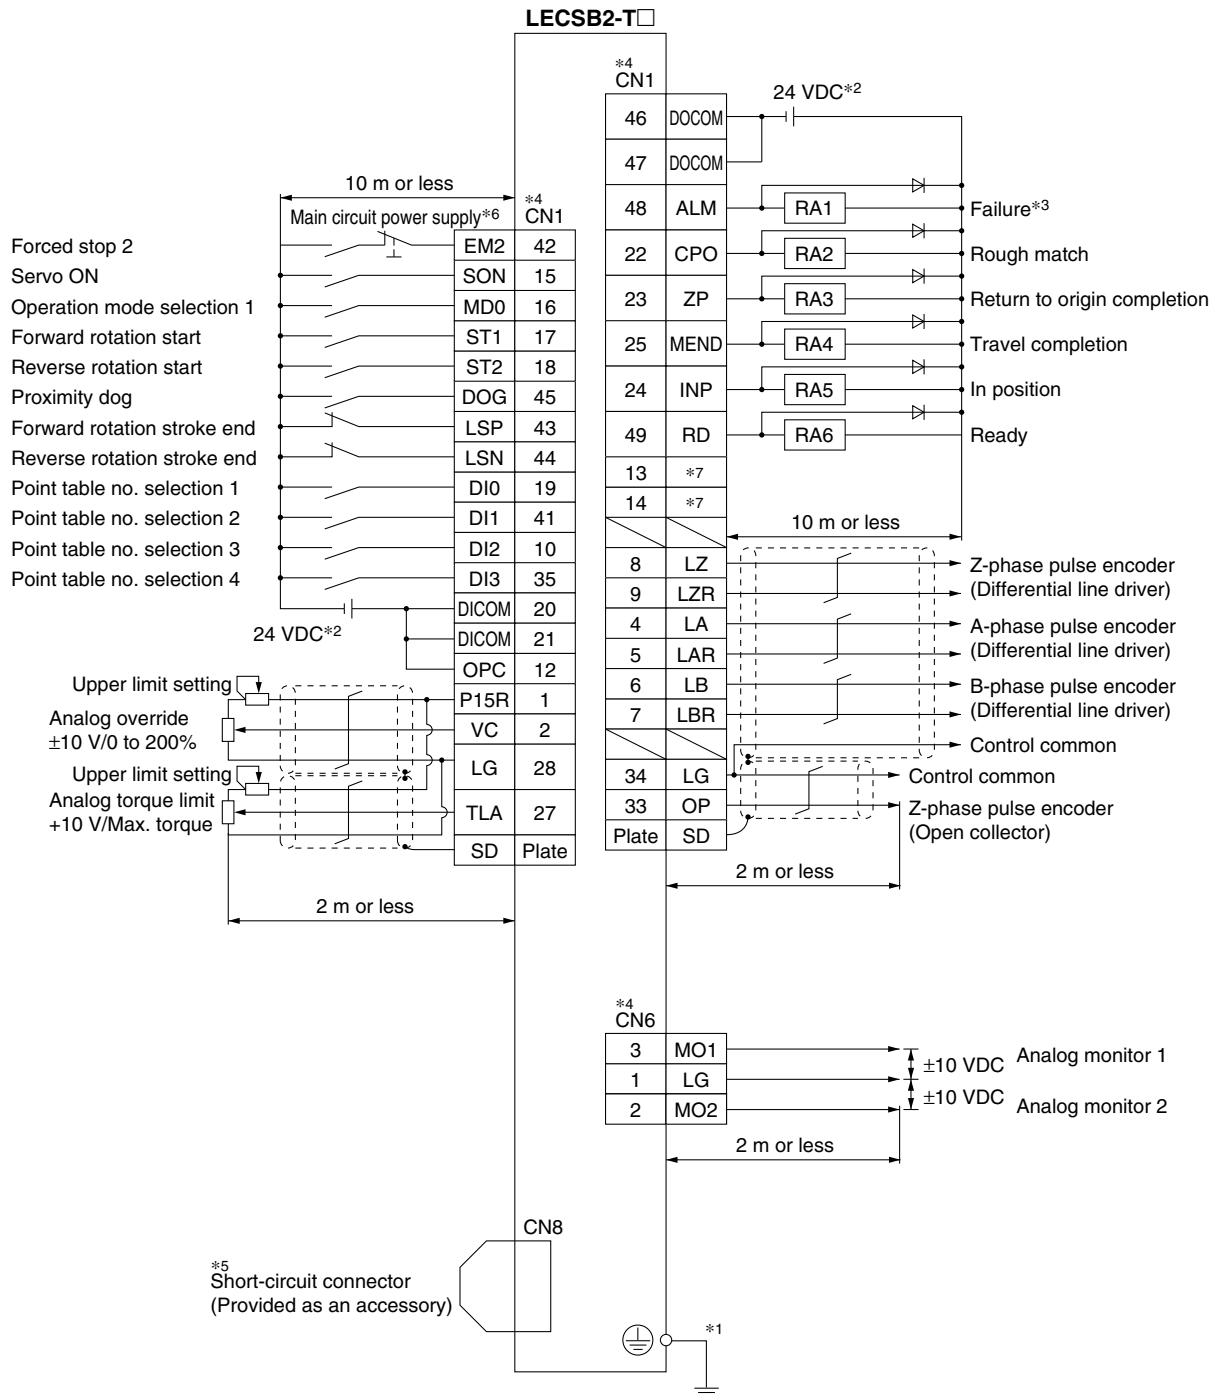 LECSB2-T□
*4
CN1
24 VDC*2
46 DOCOM
47 DOCOM
48 ALM RA1 Failure*3
22 CPO RA2 Rough match
23 ZP RA3 Return to origin completion
25 MEND RA4 Travel completion
24 INP RA5 In position
49 RD RA6 Ready
13 *7
14 *7
10 m or less
8 LZ Z-phase pulse encoder
9 LZR (Differential line driver)
4 LA A-phase pulse encoder
5 LAR (Differential line driver)
6 LB B-phase pulse encoder
7 LBR (Differential line driver)
Control common
34 LG Control common
33 OP Z-phase pulse encoder
(Open collector)
Plate SD
2 m or less
10 m or less
*4
CN1
Main circuit power supply*6
Forced stop 2 EM2 42
Servo ON SON 15
Operation mode selection 1 MD0 16
Forward rotation start ST1 17
Reverse rotation start ST2 18
Proximity dog DOG 45
Forward rotation stroke end LSP 43
Reverse rotation stroke end LSN 44
Point table no. selection 1 DI0 19
Point table no. selection 2 DI1 41
Point table no. selection 3 DI2 10
Point table no. selection 4 DI3 35
DICOM 20
24 VDC*2
DICOM 21
OPC 12
Upper limit setting P15R 1
Analog override
±10 V/0 to 200%
VC 2
LG 28
Upper limit setting
Analog torque limit
+10 V/Max. torque
TLA 27
SD Plate
2 m or less
*4
CN6
3 MO1 ±10 VDC Analog monitor 1
1 LG
2 MO2 ±10 VDC Analog monitor 2
2 m or less
CN8
*5
Short-circuit connector
(Provided as an accessory)
*1